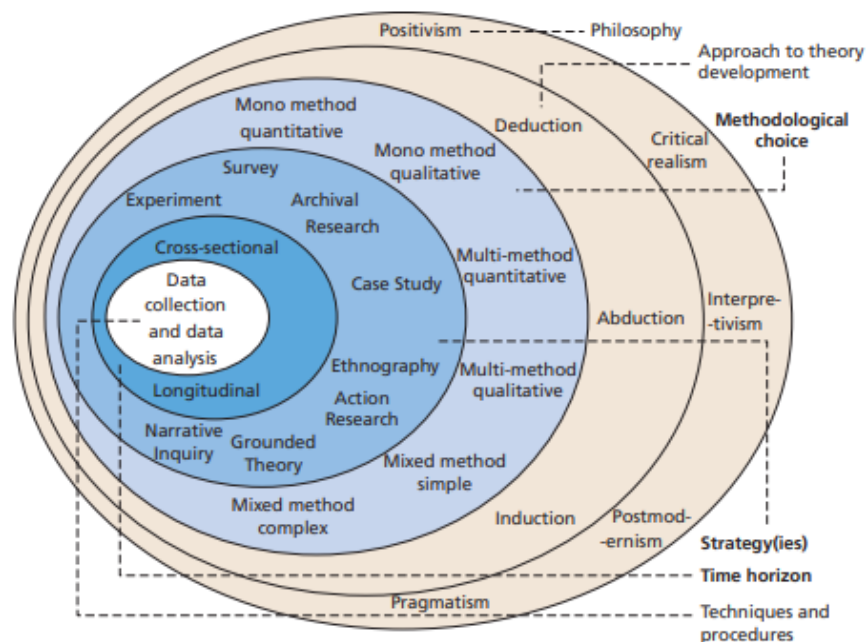 Positivism
Philosophy
Approach to theory
development
Mono method
quantitative
Deduction
Methodological
choice
Critical
realism
Mono method
qualitative
Survey
Experiment
Archival
Research
Cross-sectional
Multi-method
quantitative
Data
collection
and data
analysis
Case Study
Interpre-
-etivism
Abduction
Ethnography
Multi-method
qualitative
Longitudinal
Action
Research
Narrative
Inquiry
Grounded
Theory
Mixed method
simple
Mixed method
complex
Induction
Postmod-
-ernism
Strategy(ies)
Time horizon
Pragmatism
Techniques and
procedures